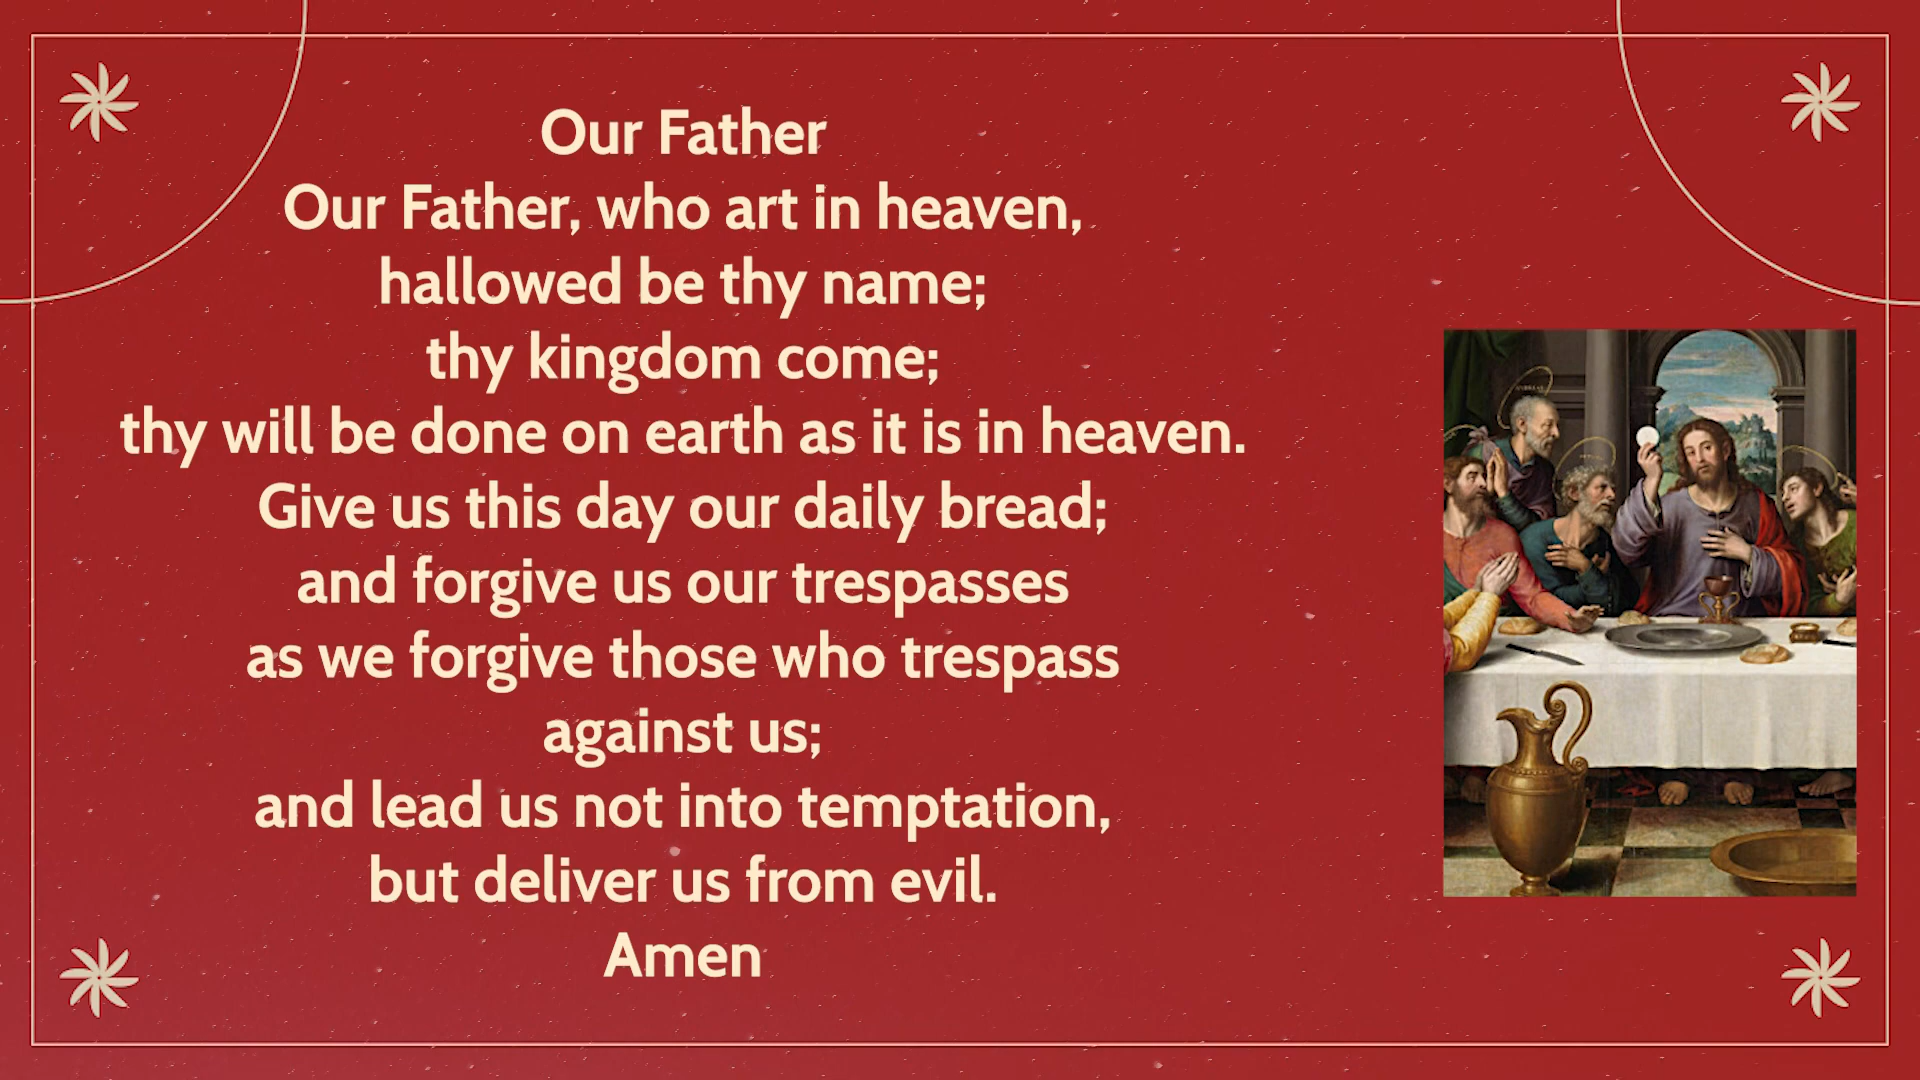 Our Father
Our Father, who art in heaven,
hallowed be thy name;
thy kingdom come;
thy will be done on earth as it is in heaven.
Give us this day our daily bread;
and forgive us our trespasses
as we forgive those who trespass
against us;
and lead us not into temptation,
but deliver us from evil.
Amen